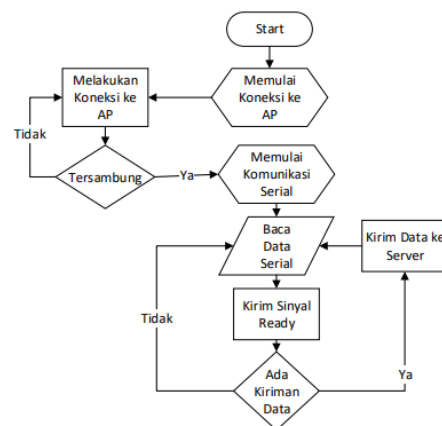 Start
Melakukan
Koneksi ke
AP
Memulai
Koneksi ke
AP
Tidak
Tersambung
Ya
Memulai
Komunikasi
Serial
Baca
Data
Serial
Kirim Data ke
Server
Kirim Sinyal
Ready
Tidak
Ada
Kiriman
Data
Ya